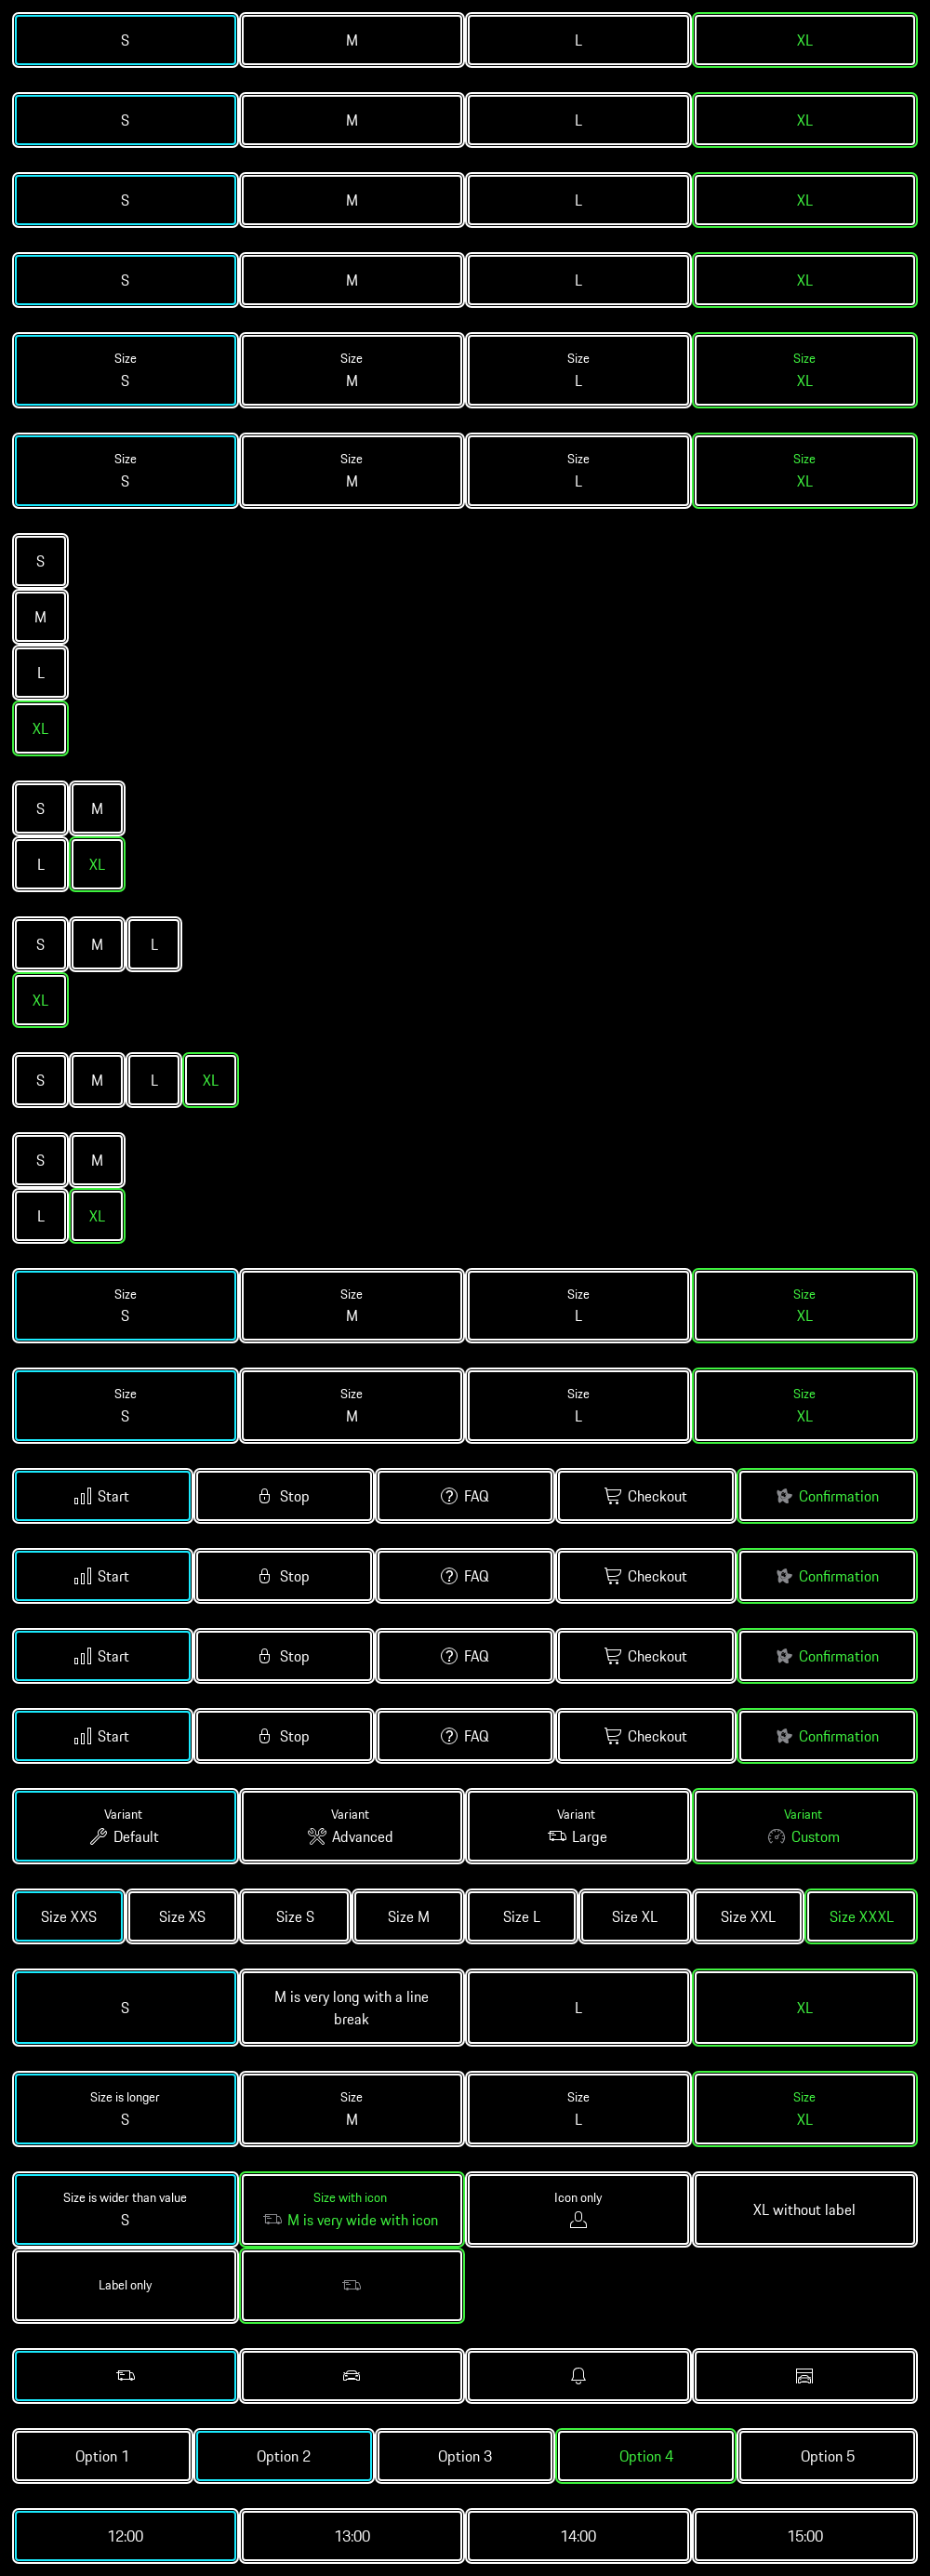 S M L XL
S M L XL
S M L XL
S M L XL
Size Size Size Size
S M L XL
Size Size Size Size
S M L XL
S
M
L
XL
S M
L XL
S M L
XL
S M L XL
S M
L XL
Size Size Size Size
S M L XL
Size Size Size Size
S M L XL
Start Stop FAQ Checkout Confirmation
Start Stop FAQ Checkout Confirmation
Start Stop FAQ Checkout Confirmation
Start Stop FAQ Checkout Confirmation
Variant Variant Variant Variant
Default Advanced Large Custom
Size XXS Size XS Size S Size M Size L Size XL Size XXL Size XXXL
S M is very long with a line L XL
break
Size is longer Size Size Size
S M L XL
Size is wider than value Size with icon Icon only XL without label
S M is very wide with icon
Label only
Option 1 Option 2 Option 3 Option 4 Option 5
12:00 13:00 14:00 15:00